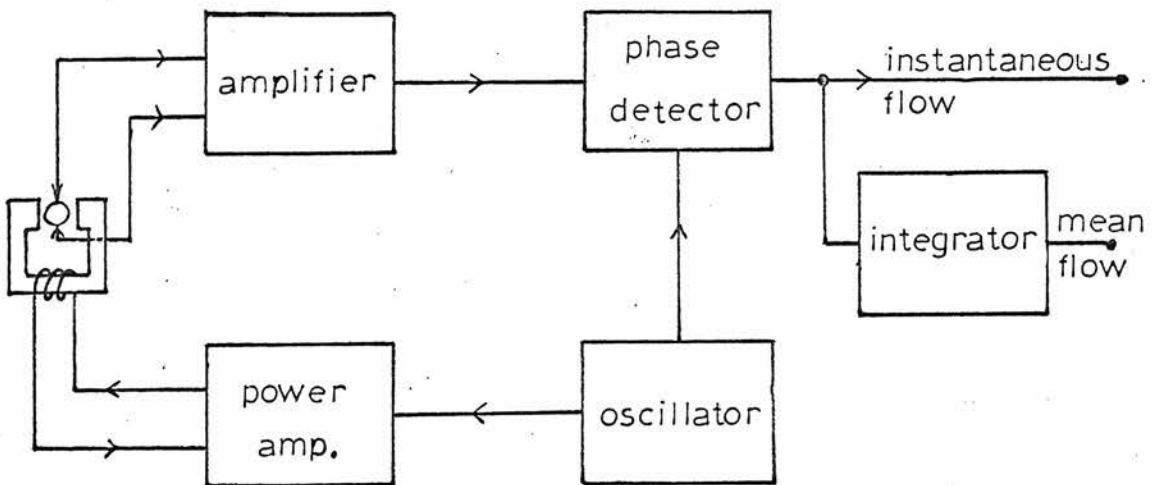 amplifier
phase
detector
instantaneous
flow
integrator
mean
flow
power
amp.
oscillator